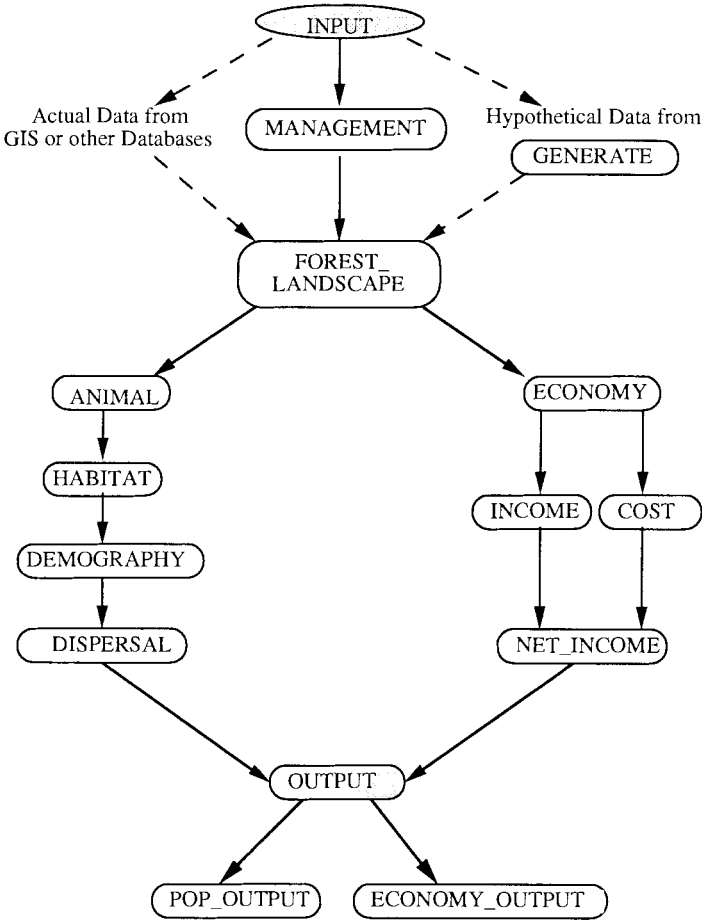 INPUT
Actual Data from
GIS or other Databases
MANAGEMENT
Hypothetical Data from
GENERATE
FOREST_
LANDSCAPE
ANIMAL
ECONOMY
HABITAT
INCOME
COST
DEMOGRAPHY
DISPERSAL
NET_INCOME
OUTPUT
POP_OUTPUT
ECONOMY_OUTPUT